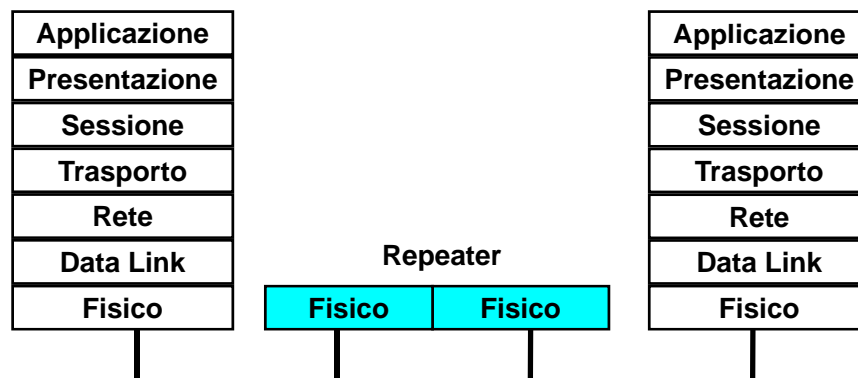 Applicazione
Presentazione
Sessione
Trasporto
Rete
Data Link
Fisico
Repeater
Fisico Fisico
Applicazione
Presentazione
Sessione
Trasporto
Rete
Data Link
Fisico